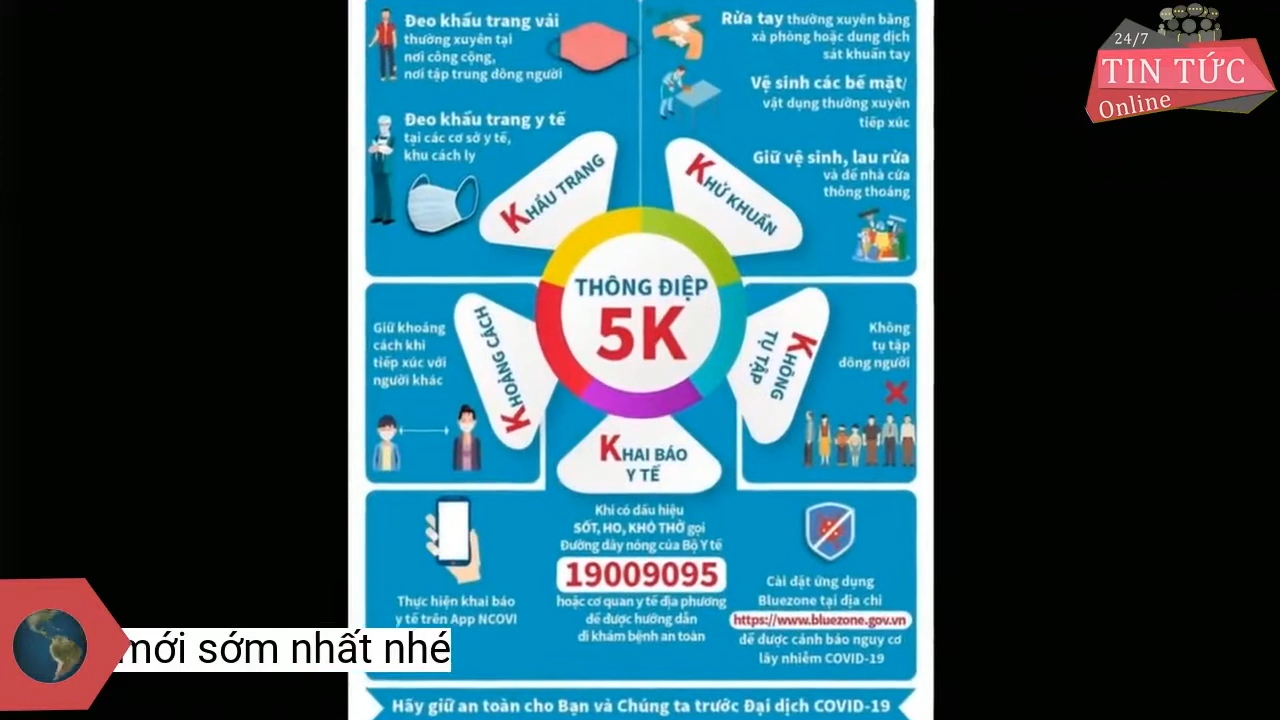 Đeo khẩu trang vải
thường xuyên tại
nơi công cộng,
nơi tập trung đông người
Đeo khẩu trang y tế
tại các cơ sở y tế,
khu cách ly
Rửa tay thường xuyên bằng
xà phòng hoặc dung dịch
sát khuẩn tay
Vệ sinh các bề mặt/
vật dụng thường xuyên
tiếp xúc
Giữ vệ sinh, lau rửa
và để nhà cửa
thông thoáng
24/7
TIN TỨC
Online
KHẨU TRANG
KHỬ KHUẨN
THÔNG ĐIỆP
5K
Giữ khoảng
cách khi
tiếp xúc với
người khác
KHOẢNG CÁCH
KHÔNG
TỤ TẬP
Không
tụ tập
đông người
KHAI BÁO
Y TẾ
Thực hiện khai báo
y tế trên App NCOVI
Khi có dấu hiệu
SỐT, HO, KHÓ THỞ gọi
Đường dây nóng của Bộ Y tế
19009095
hoặc cơ quan y tế địa phương
để được hướng dẫn
đi khám bệnh an toàn
Cài đặt ứng dụng
Bluezone tại địa chỉ
https://www.bluezone.gov.vn
để được cảnh báo nguy cơ
lây nhiễm COVID-19
mới sớm nhất nhé
Hãy giữ an toàn cho Bạn và Chúng ta trước Đại dịch COVID-19